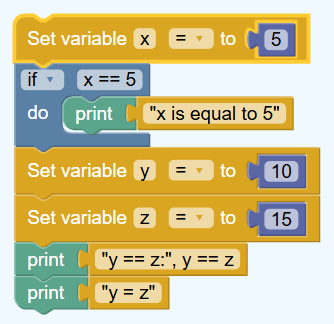 Set variable x = to 5
if x == 5
do print "x is equal to 5"
Set variable y = to 10
Set variable z = to 15
print "y == z:", y == z
print "y = z"